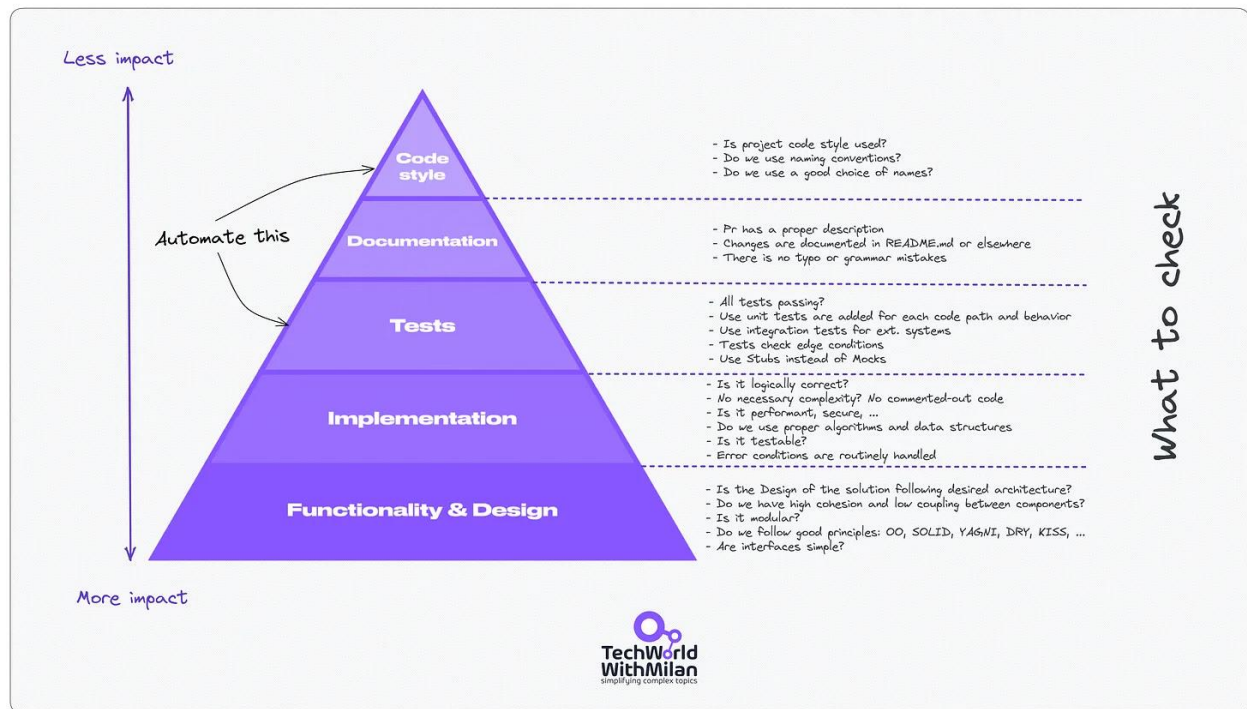 Less impact
Code
style
- Is project code style used?
- Do we use naming conventions?
- Do we use a good choice of names?
Automate this
Documentation
- Pr has a proper description
- Changes are documented in README.md or elsewhere
- There is no typo or grammar mistakes
Tests
- All tests passing?
- Use unit tests are added for each code path and behavior
- Use integration tests for ext. systems
- Tests check edge conditions
- Use Stubs instead of Mocks
Implementation
- Is it logically correct?
- No necessary complexity? No commented-out code
- Is it performant, secure, ...
- Do we use proper algorithms and data structures
- Is it testable?
- Error conditions are routinely handled
Functionality & Design
- Is the Design of the solution following desired architecture?
- Do we have high cohesion and low coupling between components?
- Is it modular?
- Do we follow good principles: OO, SOLID, YAGNI, DRY, KISS, ...
- Are interfaces simple?
More impact
What to check
TechWorld
WithMilan
simplifying complex topics